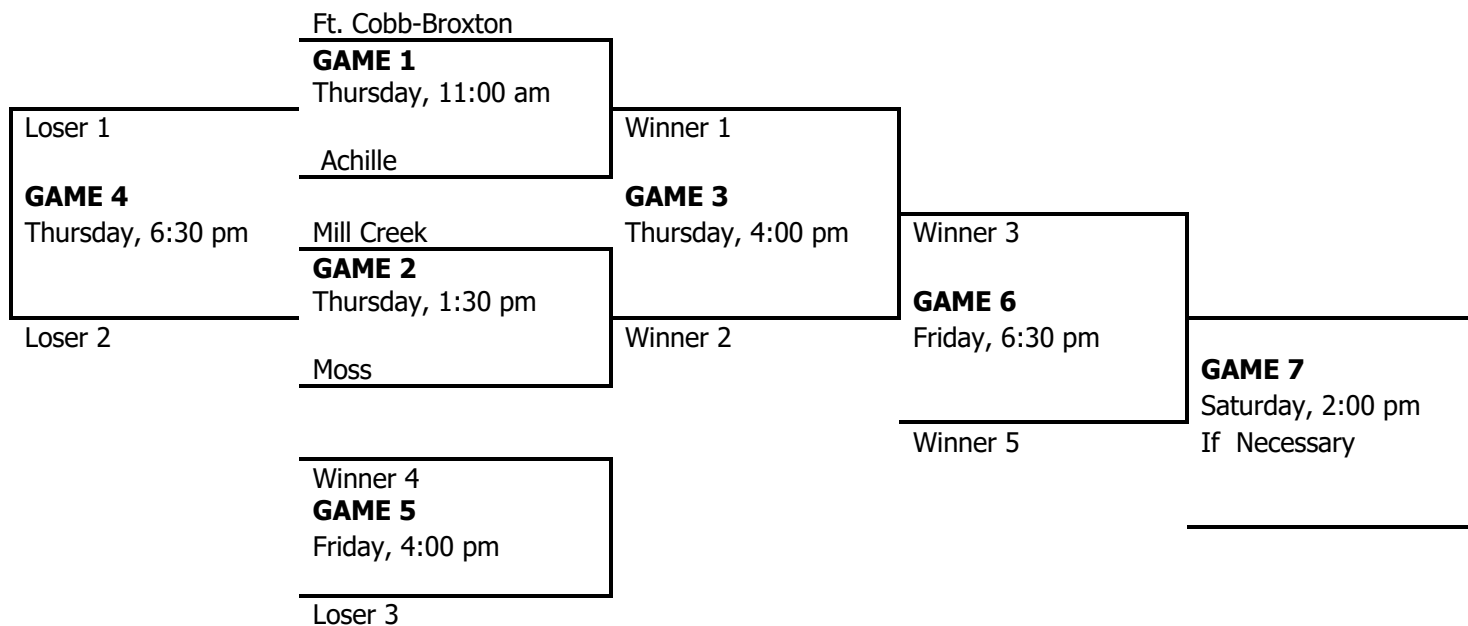 Ft. Cobb-Broxton
GAME 1
Thursday, 11:00 am
Loser 1
Winner 1
Achille
GAME 4
GAME 3
Thursday, 6:30 pm
Mill Creek
Thursday, 4:00 pm
Winner 3
GAME 2
Thursday, 1:30 pm
GAME 6
Loser 2
Winner 2
Friday, 6:30 pm
Moss
GAME 7
Saturday, 2:00 pm
Winner 5
If Necessary
Winner 4
GAME 5
Friday, 4:00 pm
Loser 3